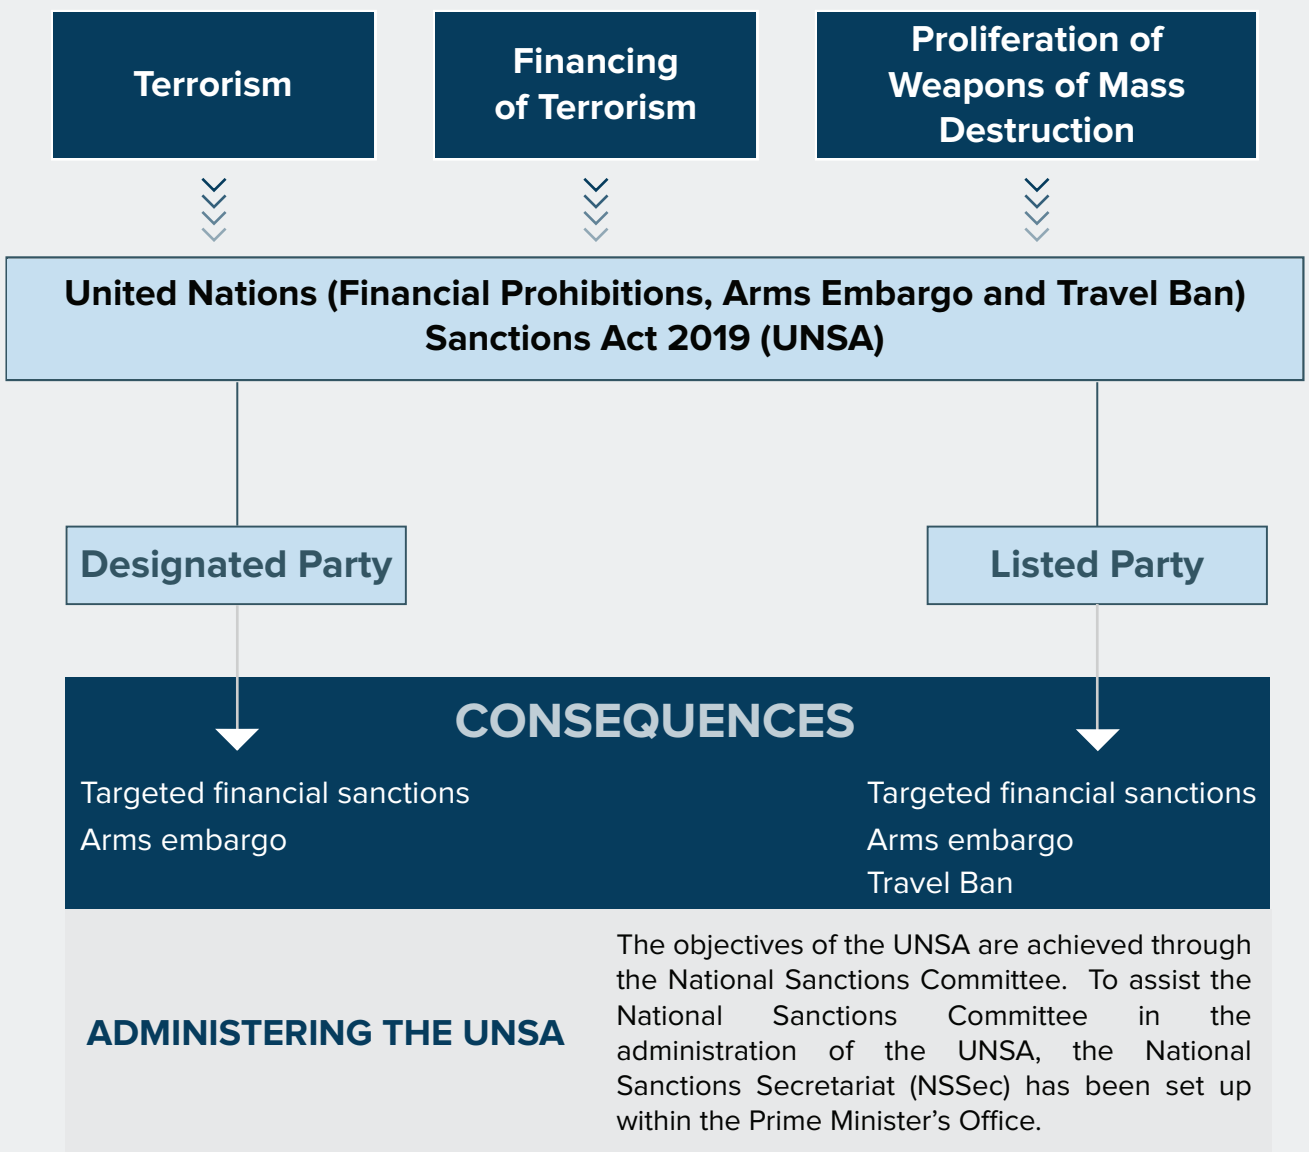 Terrorism
Financing
of Terrorism
Proliferation of
Weapons of Mass
Destruction
United Nations (Financial Prohibitions, Arms Embargo and Travel Ban)
Sanctions Act 2019 (UNSA)
Designated Party
Listed Party
CONSEQUENCES
Targeted financial sanctions
Arms embargo
Targeted financial sanctions
Arms embargo
Travel Ban
ADMINISTERING THE UNSA
The objectives of the UNSA are achieved through
the National Sanctions Committee. To assist the
National Sanctions Committee in the
administration of the UNSA, the National
Sanctions Secretariat (NSSec) has been set up
within the Prime Minister’s Office.